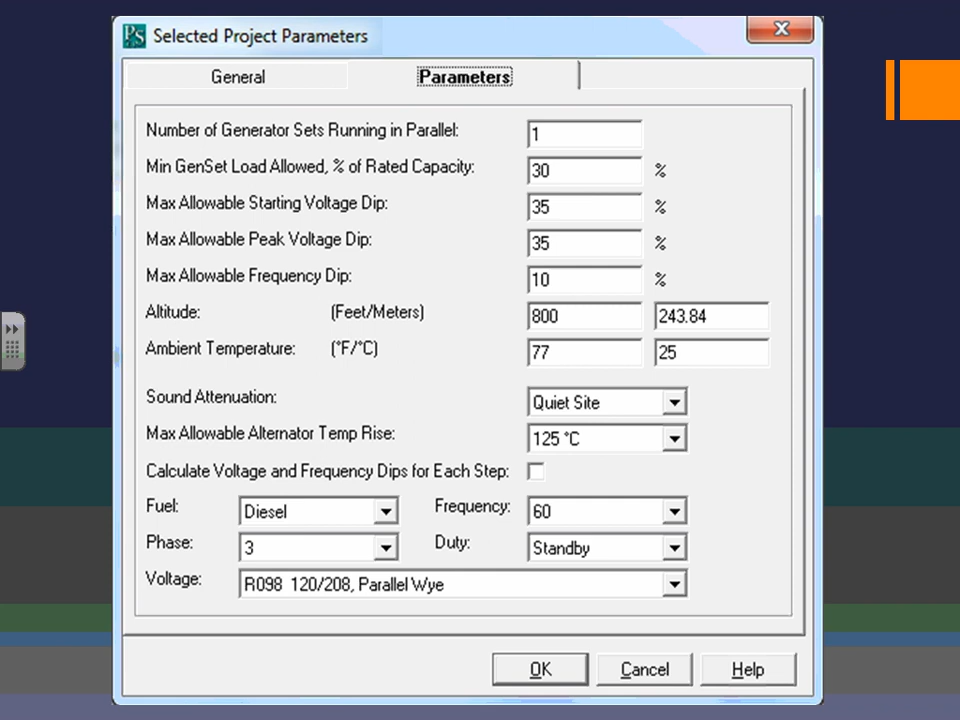 PS Selected Project Parameters
General Parameters
Number of Generator Sets Running in Parallel: 1
Min GenSet Load Allowed, % of Rated Capacity: 30 %
Max Allowable Starting Voltage Dip: 35 %
Max Allowable Peak Voltage Dip: 35 %
Max Allowable Frequency Dip: 10 %
Altitude: (Feet/Meters) 800 243.84
Ambient Temperature: (°F/°C) 77 25
Sound Attenuation: Quiet Site
Max Allowable Alternator Temp Rise: 125 °C
Calculate Voltage and Frequency Dips for Each Step:
Fuel: Diesel Frequency: 60
Phase: 3 Duty: Standby
Voltage: R098 120/208, Parallel Wye
OK Cancel Help